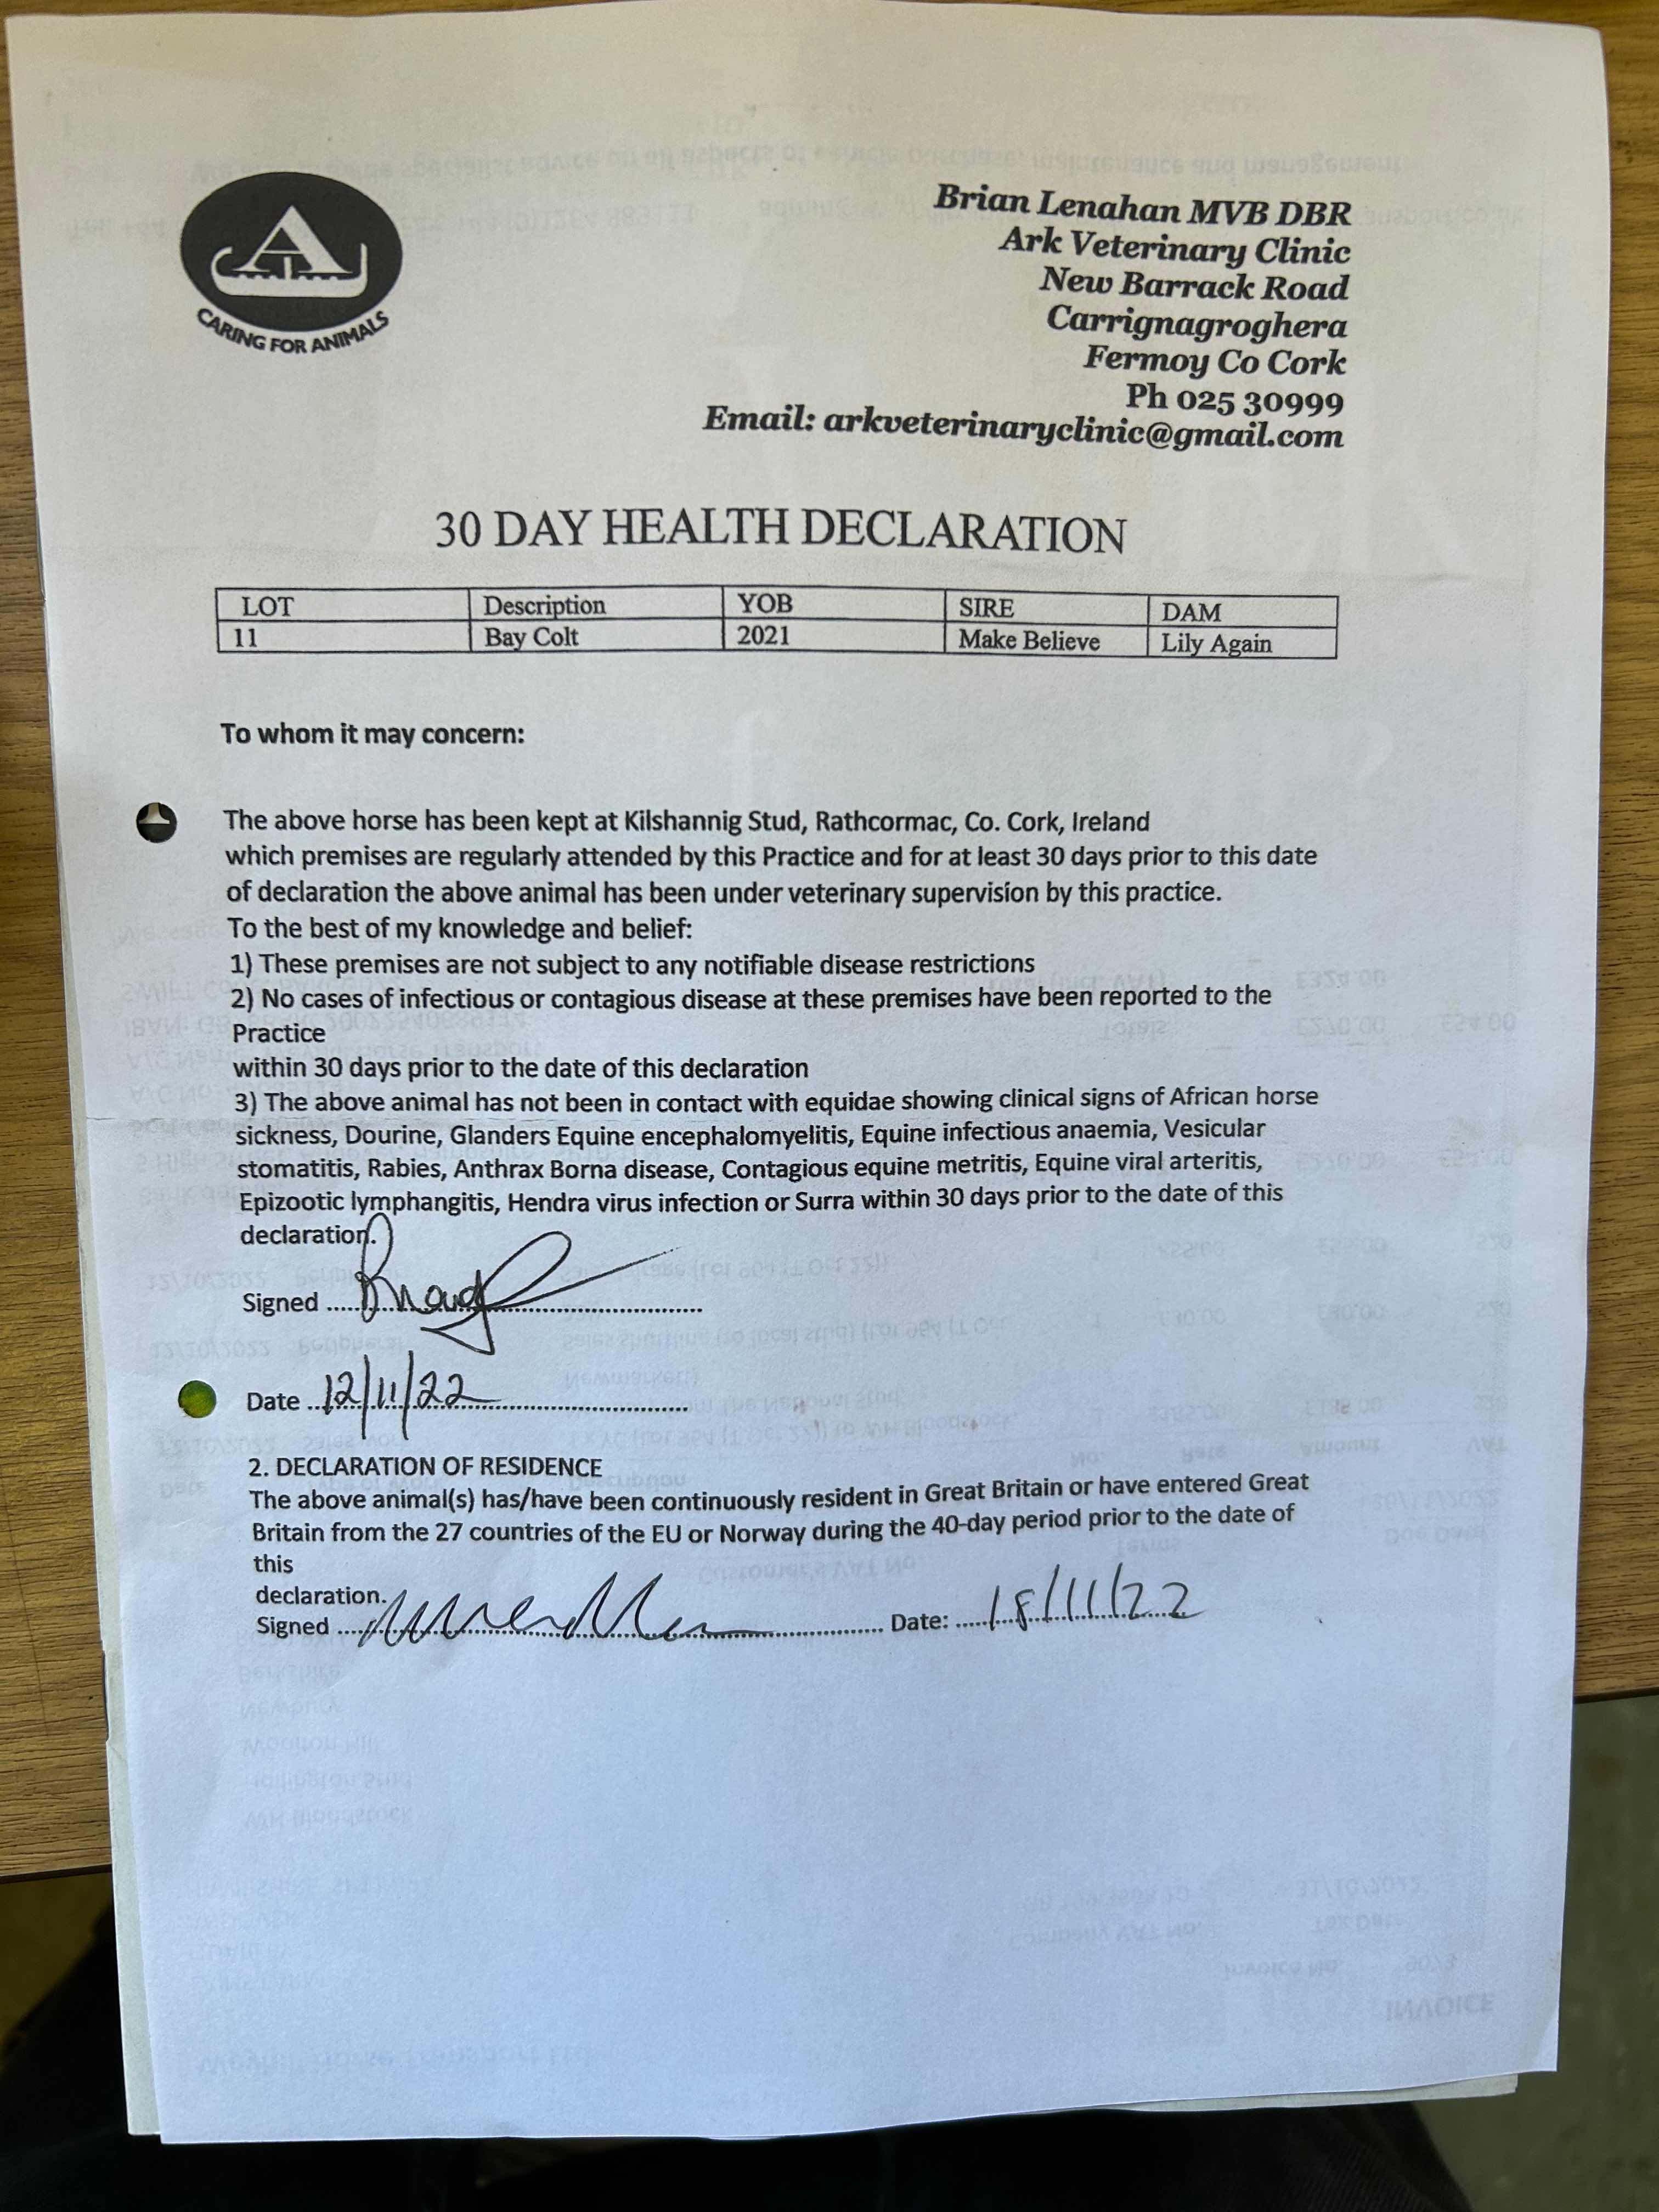 CARING FOR ANIMALS
Brian Lenahan MVB DBR
Ark Veterinary Clinic
New Barrack Road
Carrignagroghera
Fermoy Co Cork
Ph 025 30999
Email: arkveterinaryclinic@gmail.com
30 DAY HEALTH DECLARATION
LOT Description YOB SIRE DAM
11 Bay Colt 2021 Make Believe Lily Again
To whom it may concern:
The above horse has been kept at Kilshannig Stud, Rathcormac, Co. Cork, Ireland
which premises are regularly attended by this Practice and for at least 30 days prior to this date
of declaration the above animal has been under veterinary supervision by this practice.
To the best of my knowledge and belief:
1) These premises are not subject to any notifiable disease restrictions
2) No cases of infectious or contagious disease at these premises have been reported to the
Practice
within 30 days prior to the date of this declaration
3) The above animal has not been in contact with equidae showing clinical signs of African horse
sickness, Dourine, Glanders Equine encephalomyelitis, Equine infectious anaemia, Vesicular
stomatitis, Rabies, Anthrax Borna disease, Contagious equine metritis, Equine viral arteritis,
Epizootic lymphangitis, Hendra virus infection or Surra within 30 days prior to the date of this
declaration.
Signed
Date 12/11/22
2. DECLARATION OF RESIDENCE
The above animal(s) has/have been continuously resident in Great Britain or have entered Great
Britain from the 27 countries of the EU or Norway during the 40-day period prior to the date of
this
declaration.
Signed Date: 18/11/22